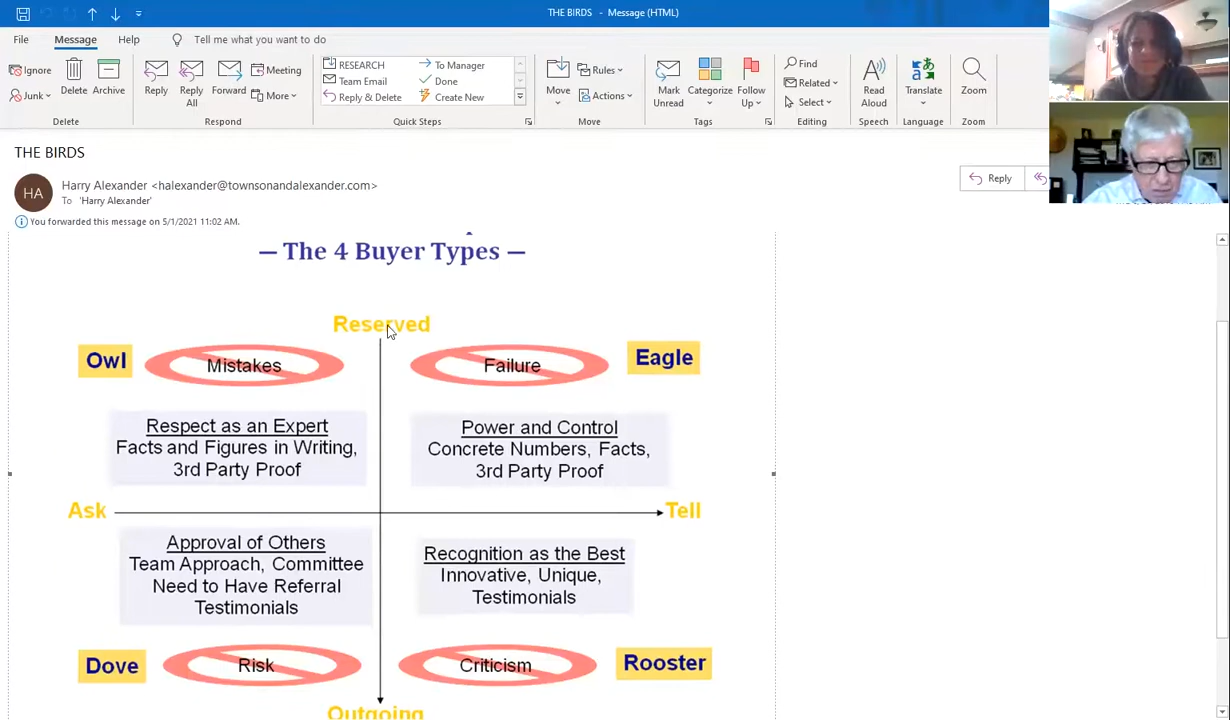 THE BIRDS - Message (HTML)
File Message Help Tell me what you want to do
Ignore
Junk
Delete
Archive
Delete
Reply
Reply All
Forward
Meeting
More
Respond
RESEARCH
Team Email
Reply & Delete
To Manager
Done
Create New
Quick Steps
Move
Rules
Actions
Move
Mark Unread
Categorize
Follow Up
Tags
Find
Related
Select
Editing
Read Aloud
Speech
Translate
Language
Zoom
Zoom
THE BIRDS
HA
Harry Alexander <halexander@townsonandalexander.com>
To 'Harry Alexander'
Reply
You forwarded this message on 5/1/2021 11:02 AM.
— The 4 Buyer Types —
Reserved
Owl
Mistakes
Failure
Eagle
Respect as an Expert
Facts and Figures in Writing,
3rd Party Proof
Power and Control
Concrete Numbers, Facts,
3rd Party Proof
Ask
Tell
Approval of Others
Team Approach, Committee
Need to Have Referral
Testimonials
Recognition as the Best
Innovative, Unique,
Testimonials
Dove
Risk
Criticism
Rooster
Outgoing